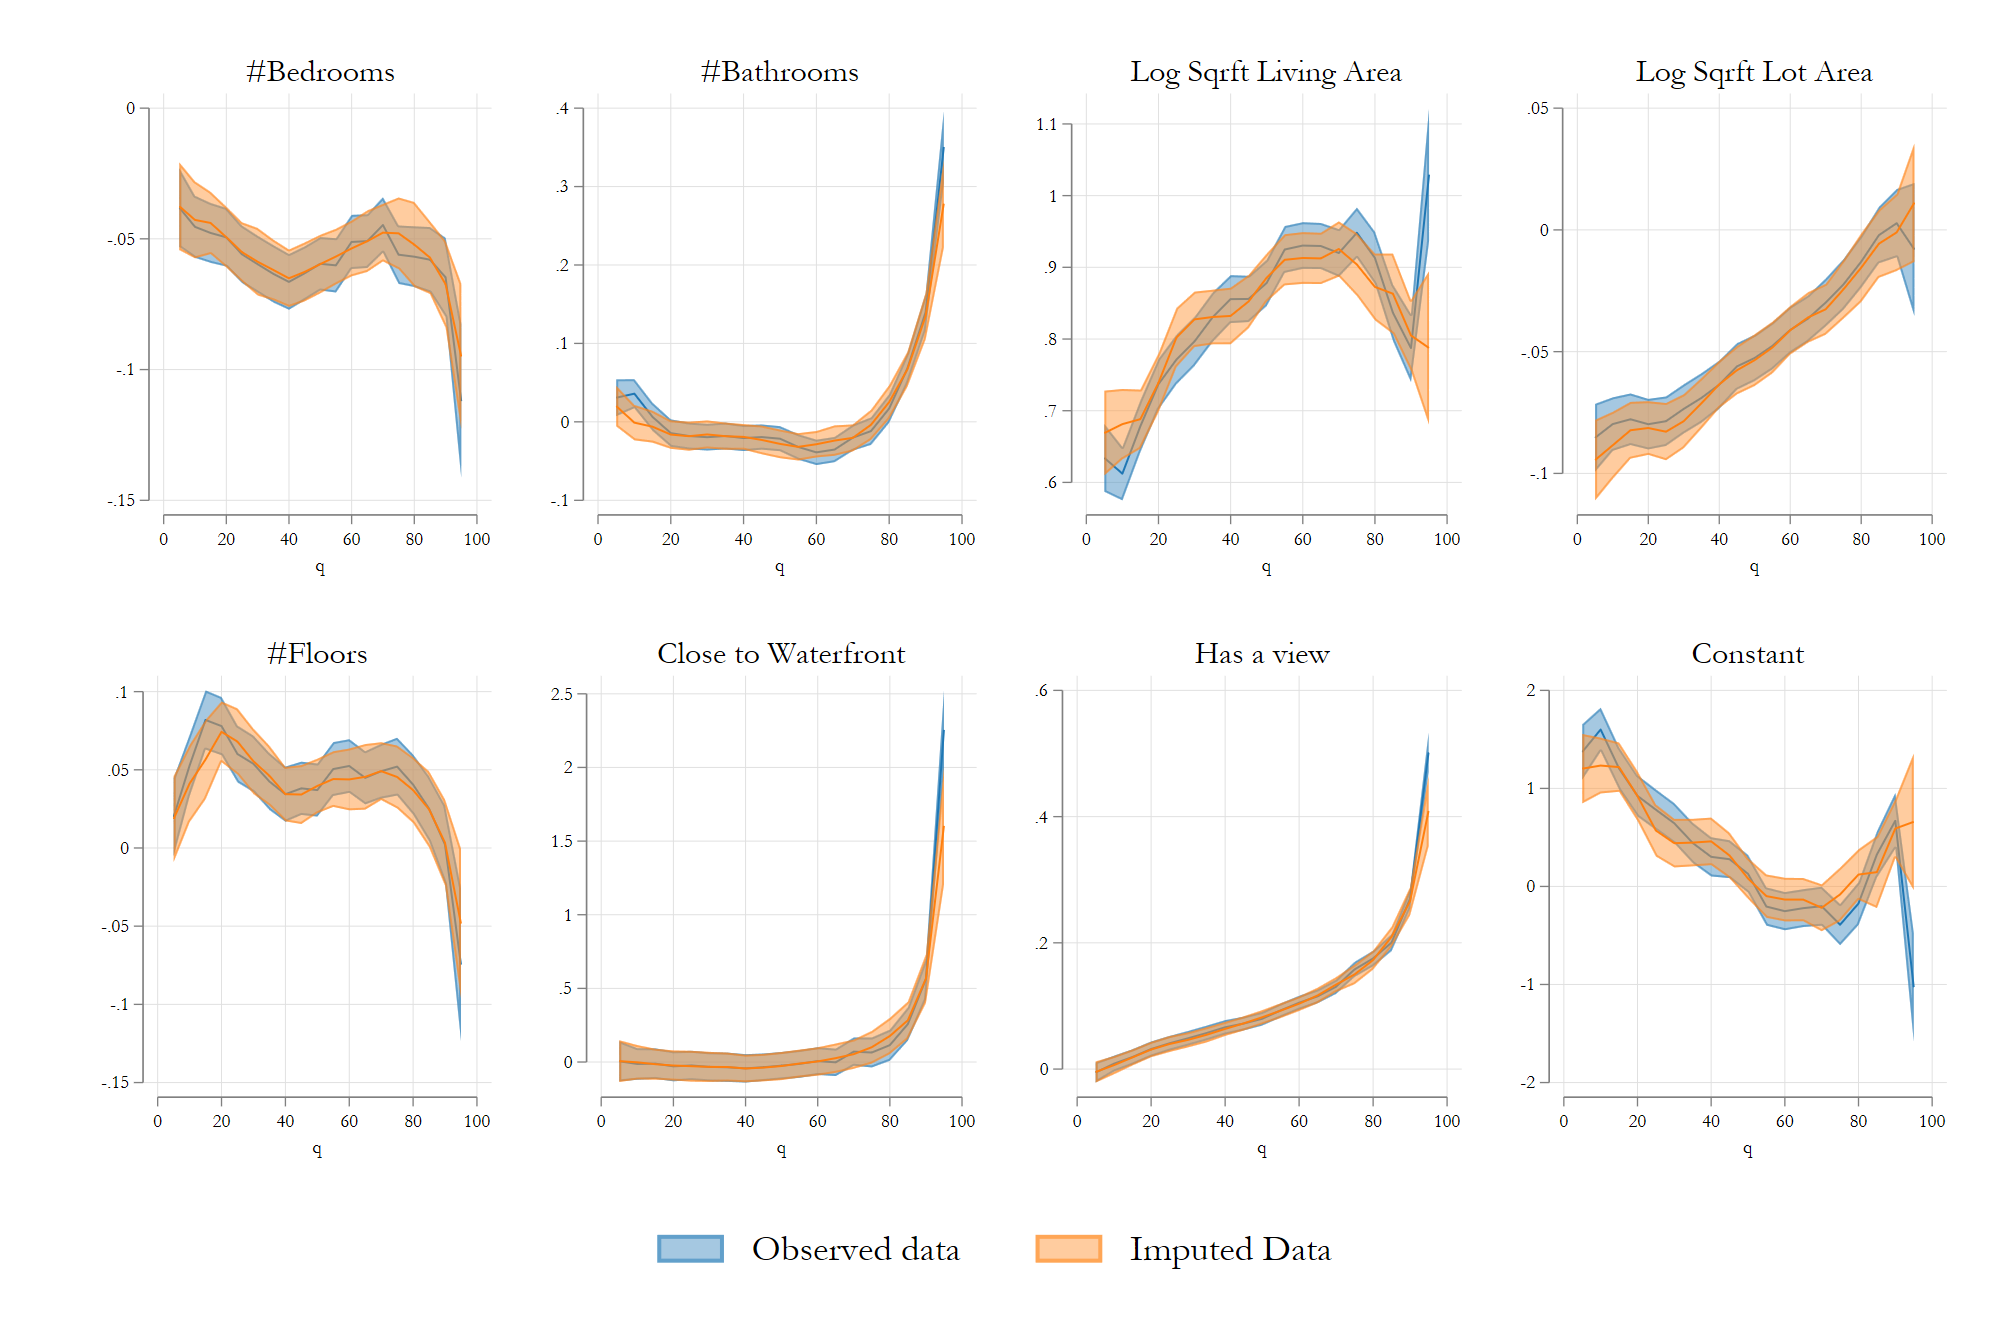 #Bedrooms
0
-.05
-.1
-.15
0 20 40 60 80 100
q
#Bathrooms
.4
.3
.2
.1
0
-.1
0 20 40 60 80 100
q
Log Sqrft Living Area
1.1
1
.9
.8
.7
.6
0 20 40 60 80 100
q
Log Sqrft Lot Area
.05
0
-.05
-.1
0 20 40 60 80 100
q
#Floors
.1
.05
0
-.05
-.1
-.15
0 20 40 60 80 100
q
Close to Waterfront
2.5
2
1.5
1
.5
0
0 20 40 60 80 100
q
Has a view
.6
.4
.2
0
0 20 40 60 80 100
q
Constant
2
1
0
-1
-2
0 20 40 60 80 100
q
Observed data Imputed Data